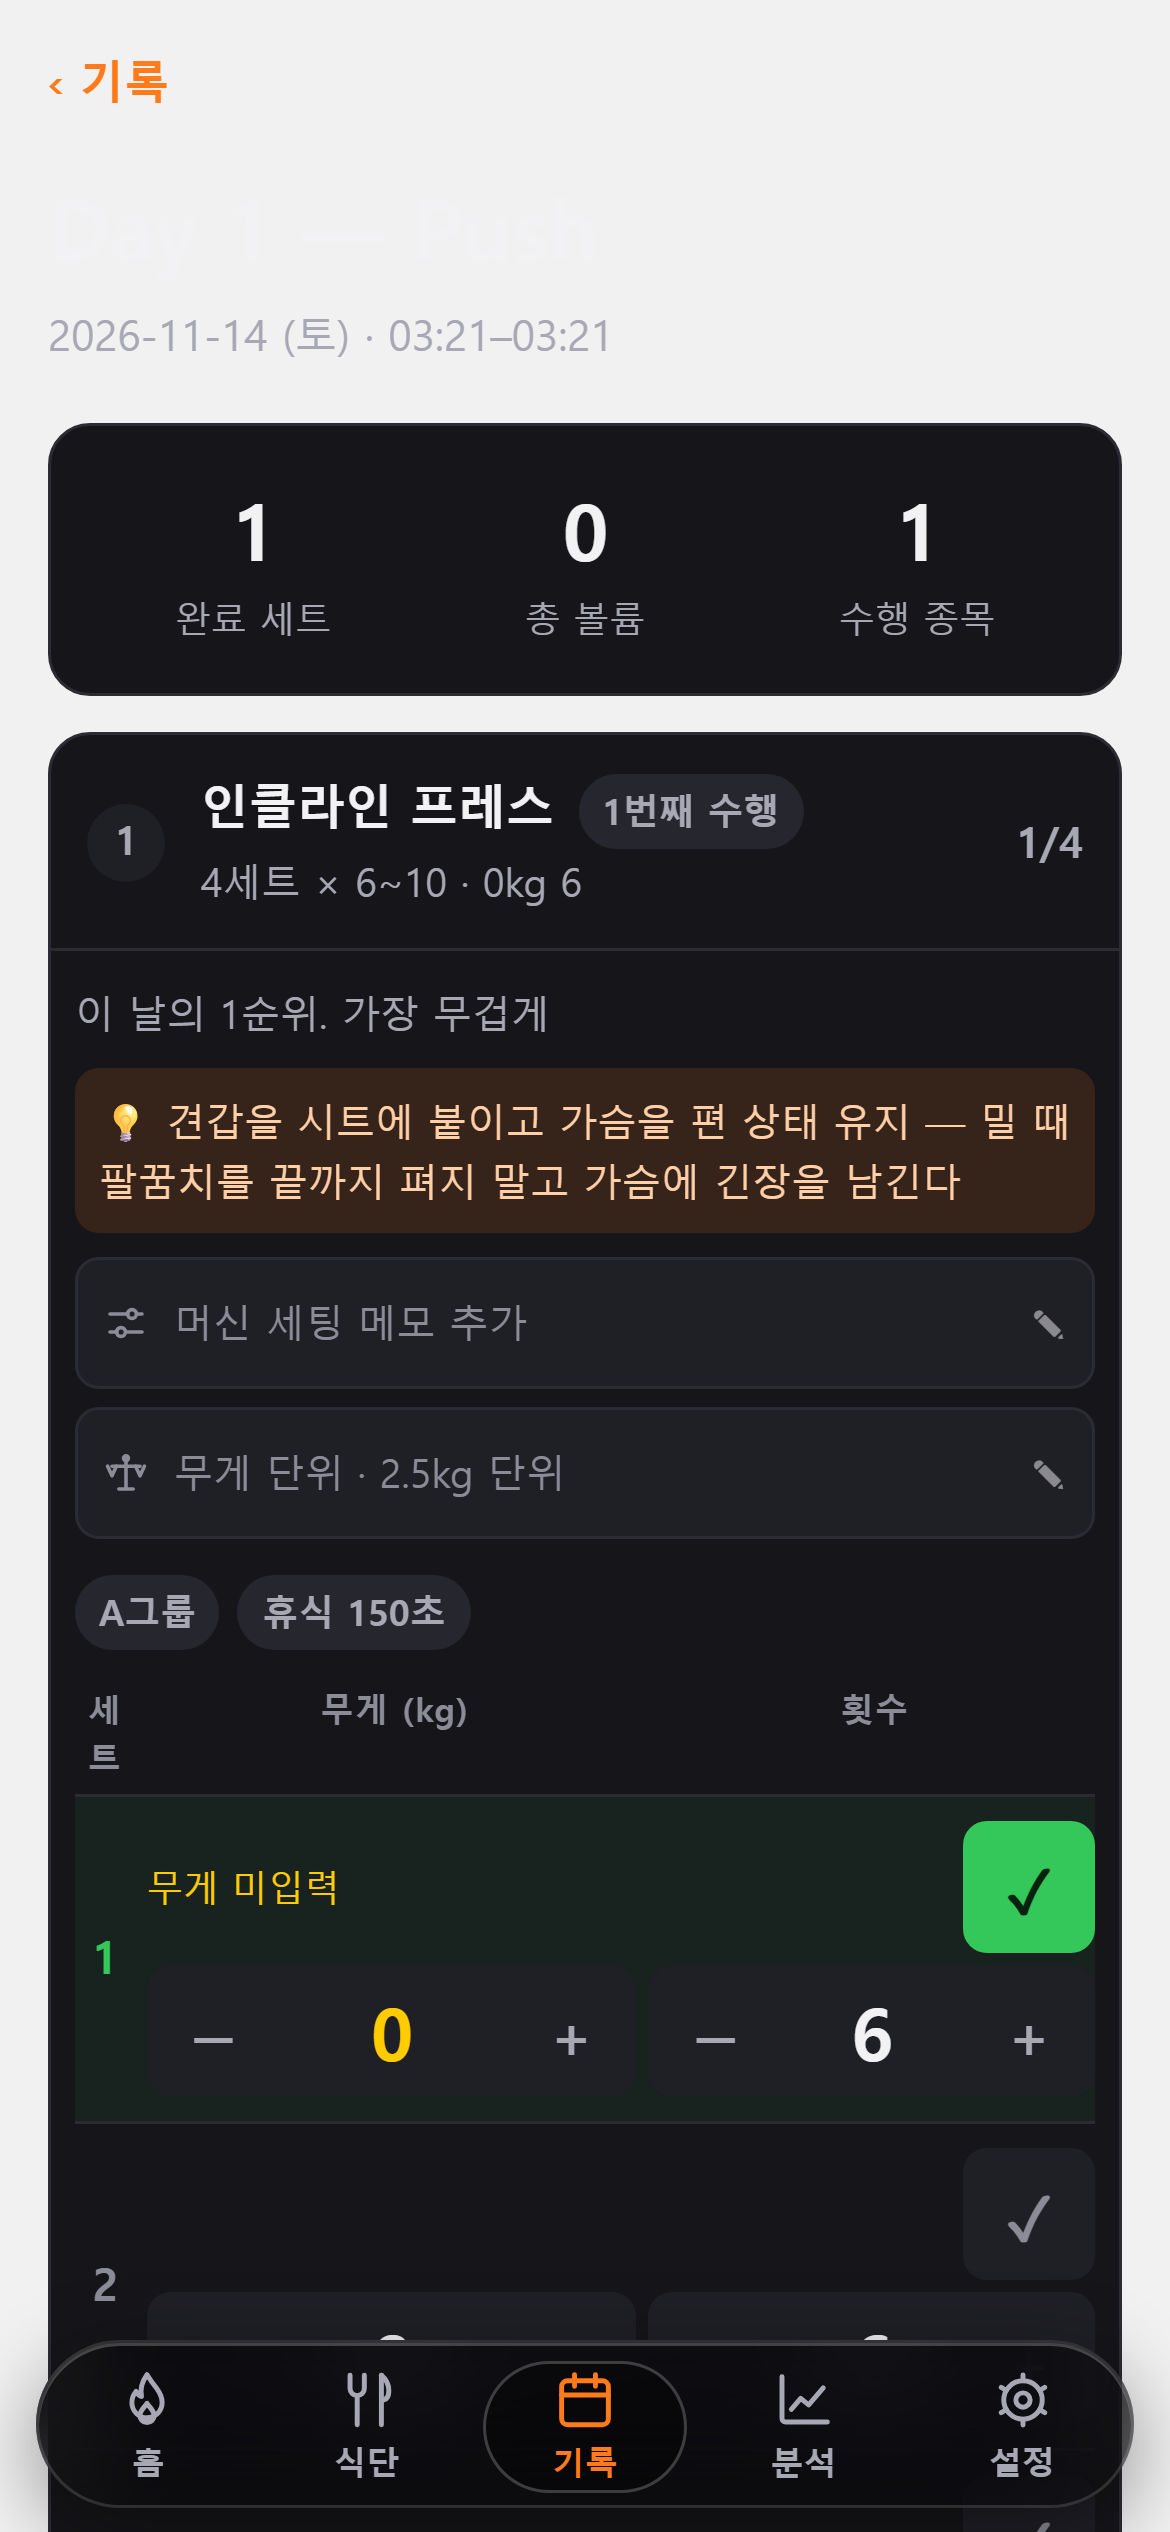 ‹ 기록
Day 1 — Push
2026-11-14 (토) · 03:21–03:21
1
완료 세트
0
총 볼륨
1
수행 종목
1
인클라인 프레스
1번째 수행
4세트 × 6~10 · 0kg 6
1/4
이 날의 1순위. 가장 무겁게
💡 견갑을 시트에 붙이고 가슴을 편 상태 유지 — 밀 때
팔꿈치를 끝까지 펴지 말고 가슴에 긴장을 남긴다
머신 세팅 메모 추가
무게 단위 · 2.5kg 단위
A그룹
휴식 150초
세
트
무게 (kg)
횟수
무게 미입력
✓
1
— 0 +
— 6 +
✓
2
홈
식단
기록
분석
설정